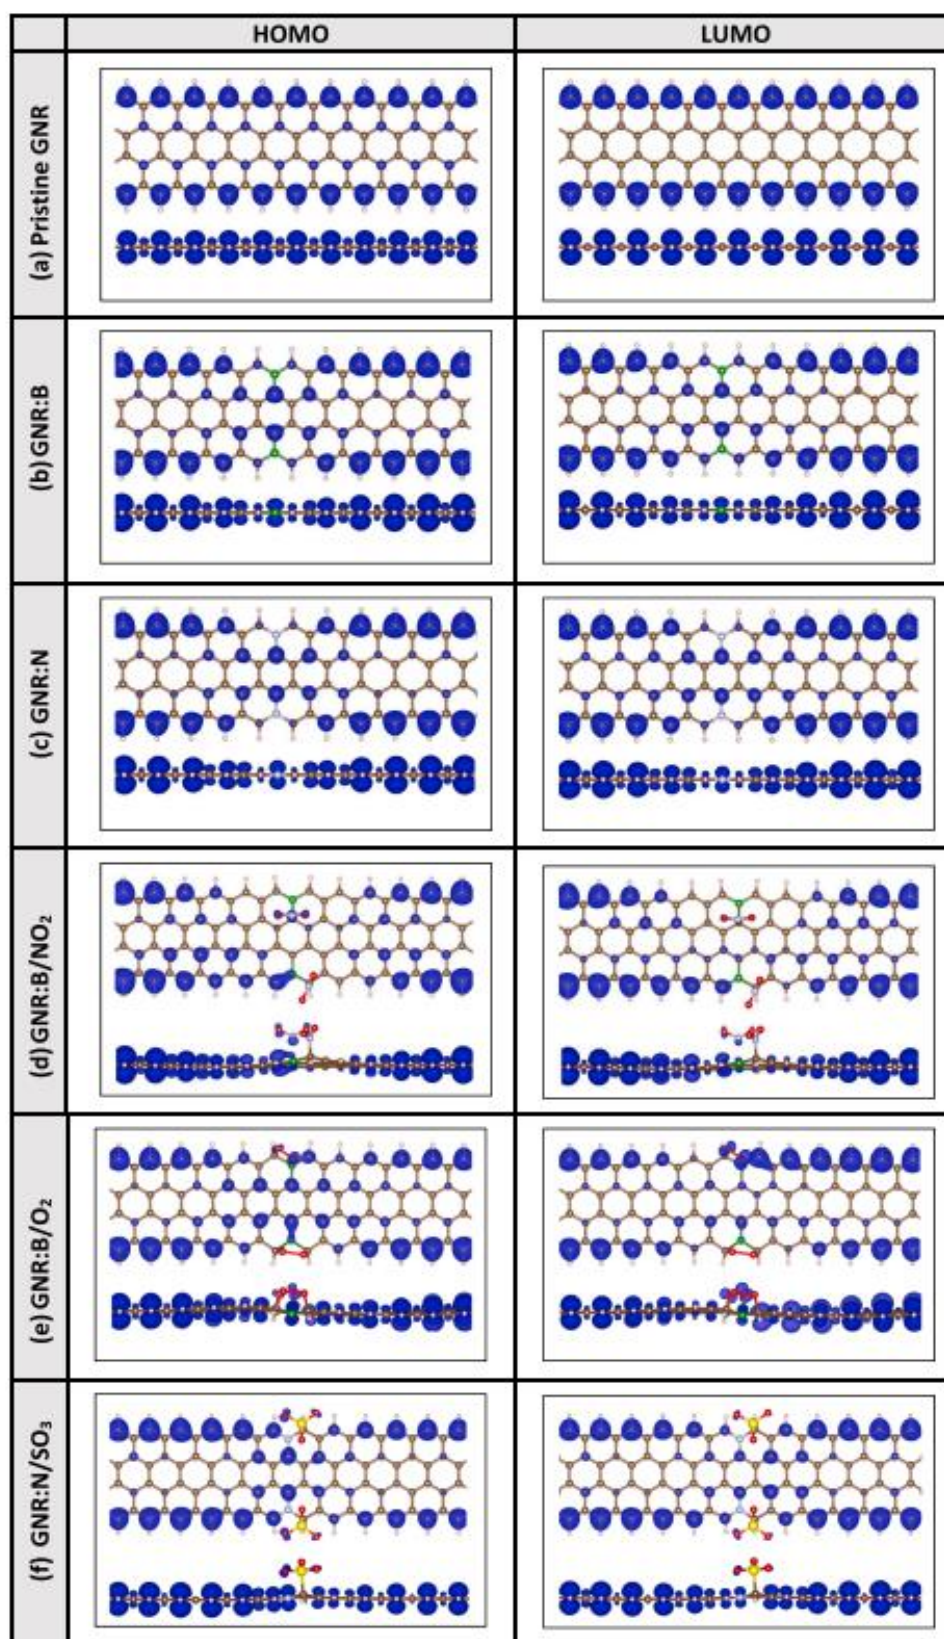 HOMO LUMO
(a) Pristine GNR
(b) GNR:B
(c) GNR:N
(d) GNR:B/NO₂
(e) GNR:B/O₂
(f) GNR:N/SO₃